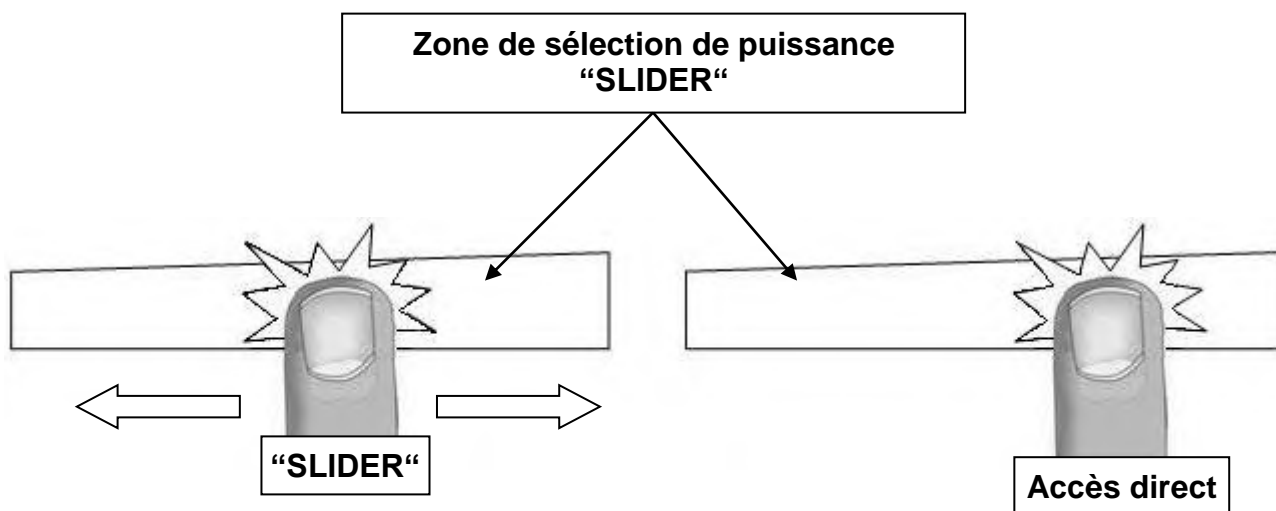 Zone de sélection de puissance
“SLIDER“
“SLIDER“
Accès direct